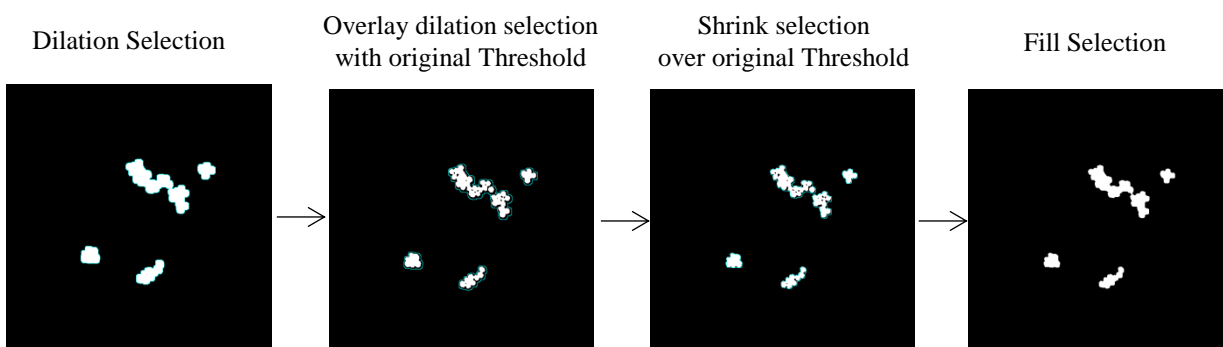 Dilation Selection
Overlay dilation selection
with original Threshold
Shrink selection
over original Threshold
Fill Selection